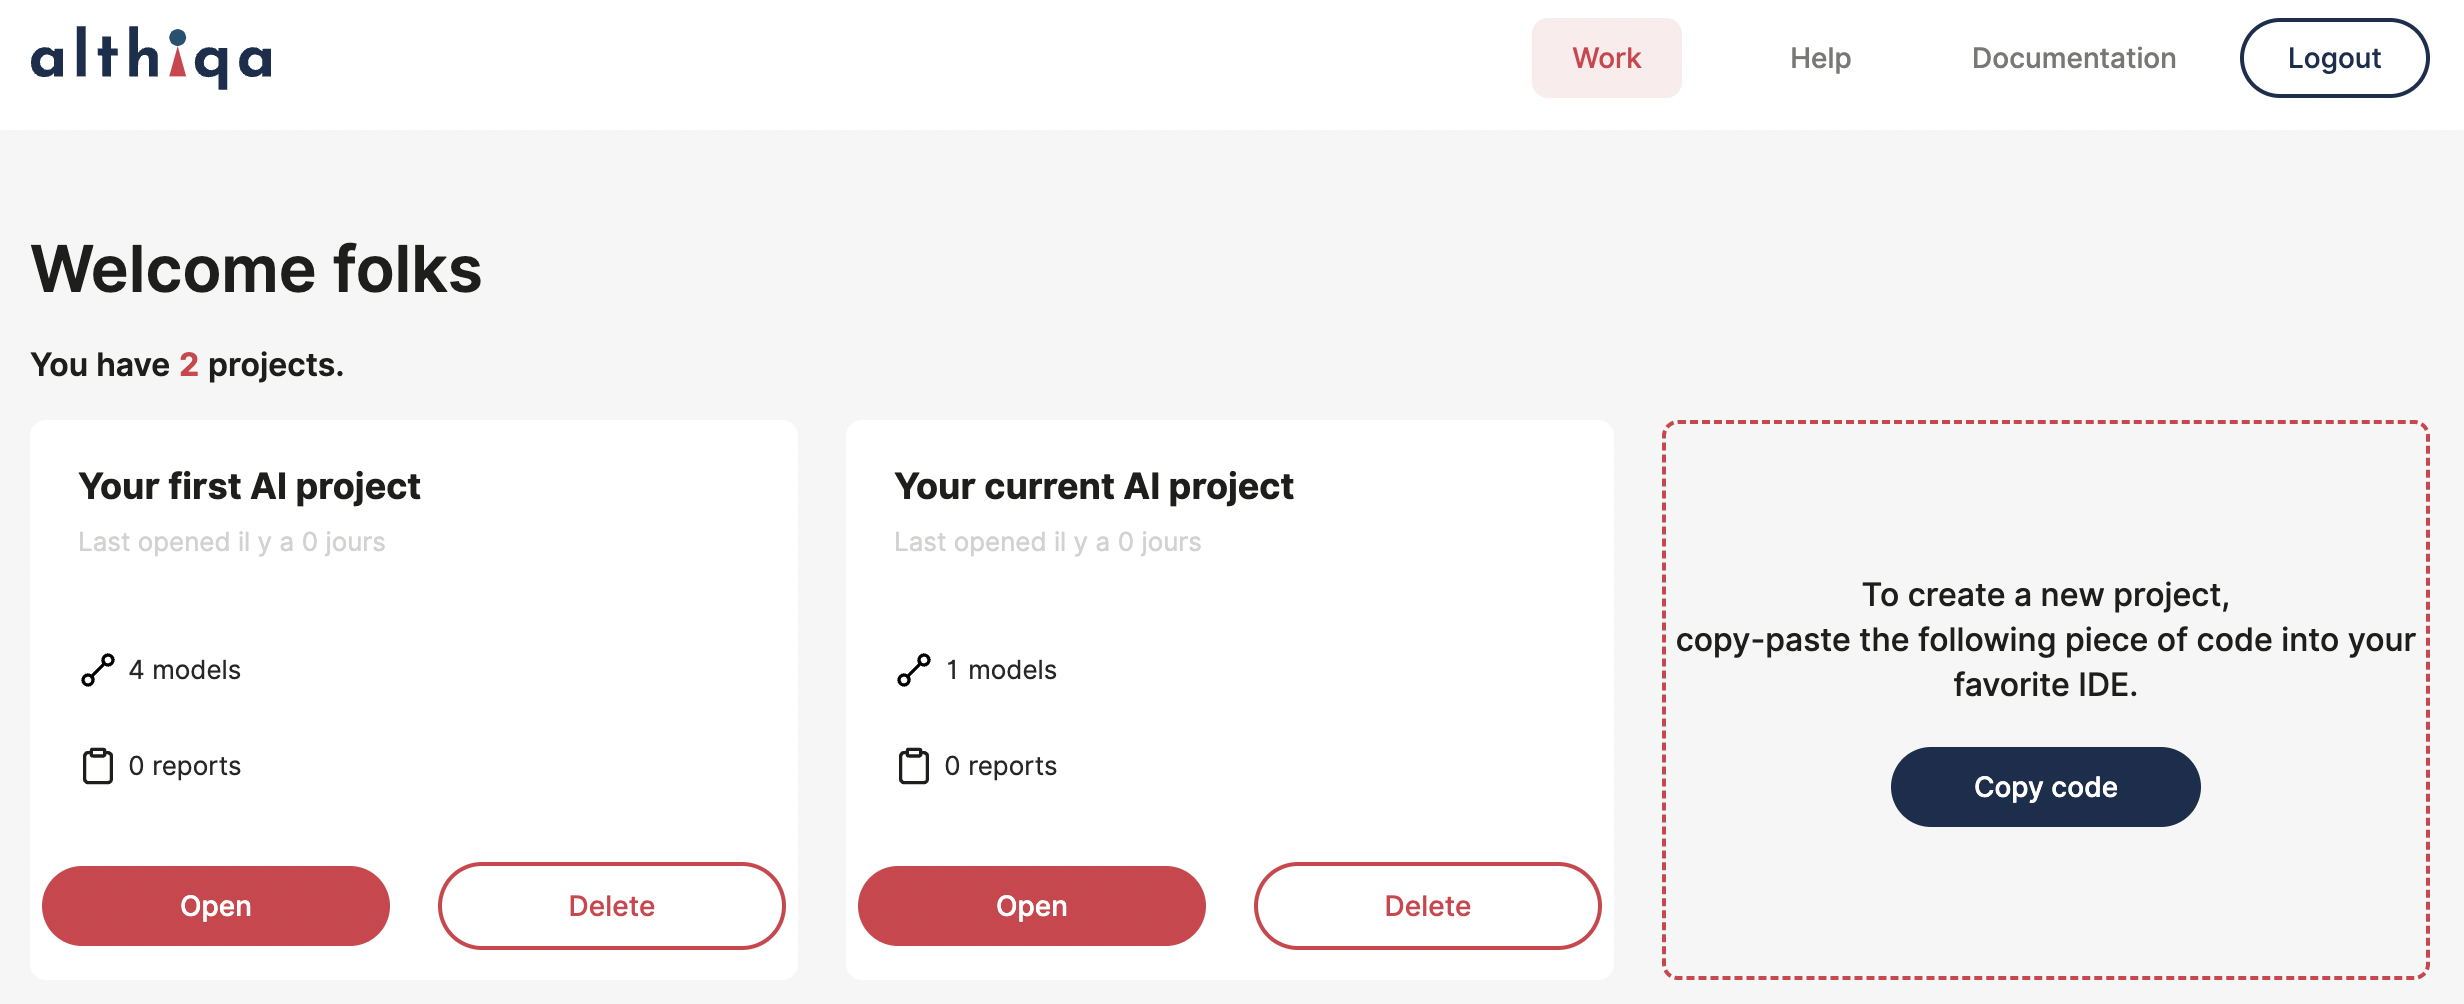 althiqa
Work
Help
Documentation
Logout
Welcome folks
You have 2 projects.
Your first AI project
Last opened il y a 0 jours
4 models
0 reports
Open
Delete
Your current AI project
Last opened il y a 0 jours
1 models
0 reports
Open
Delete
To create a new project,
copy-paste the following piece of code into your
favorite IDE.
Copy code